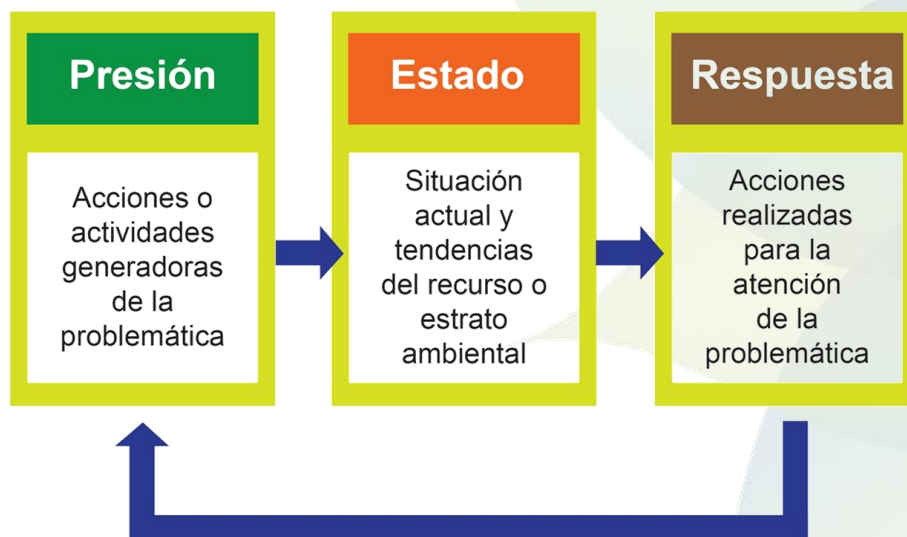 Presión
Acciones o
actividades
generadoras
de la
problemática
Estado
Situación
actual y
tendencias
del recurso o
estrato
ambiental
Respuesta
Acciones
realizadas
para la
atención
de la
problemática